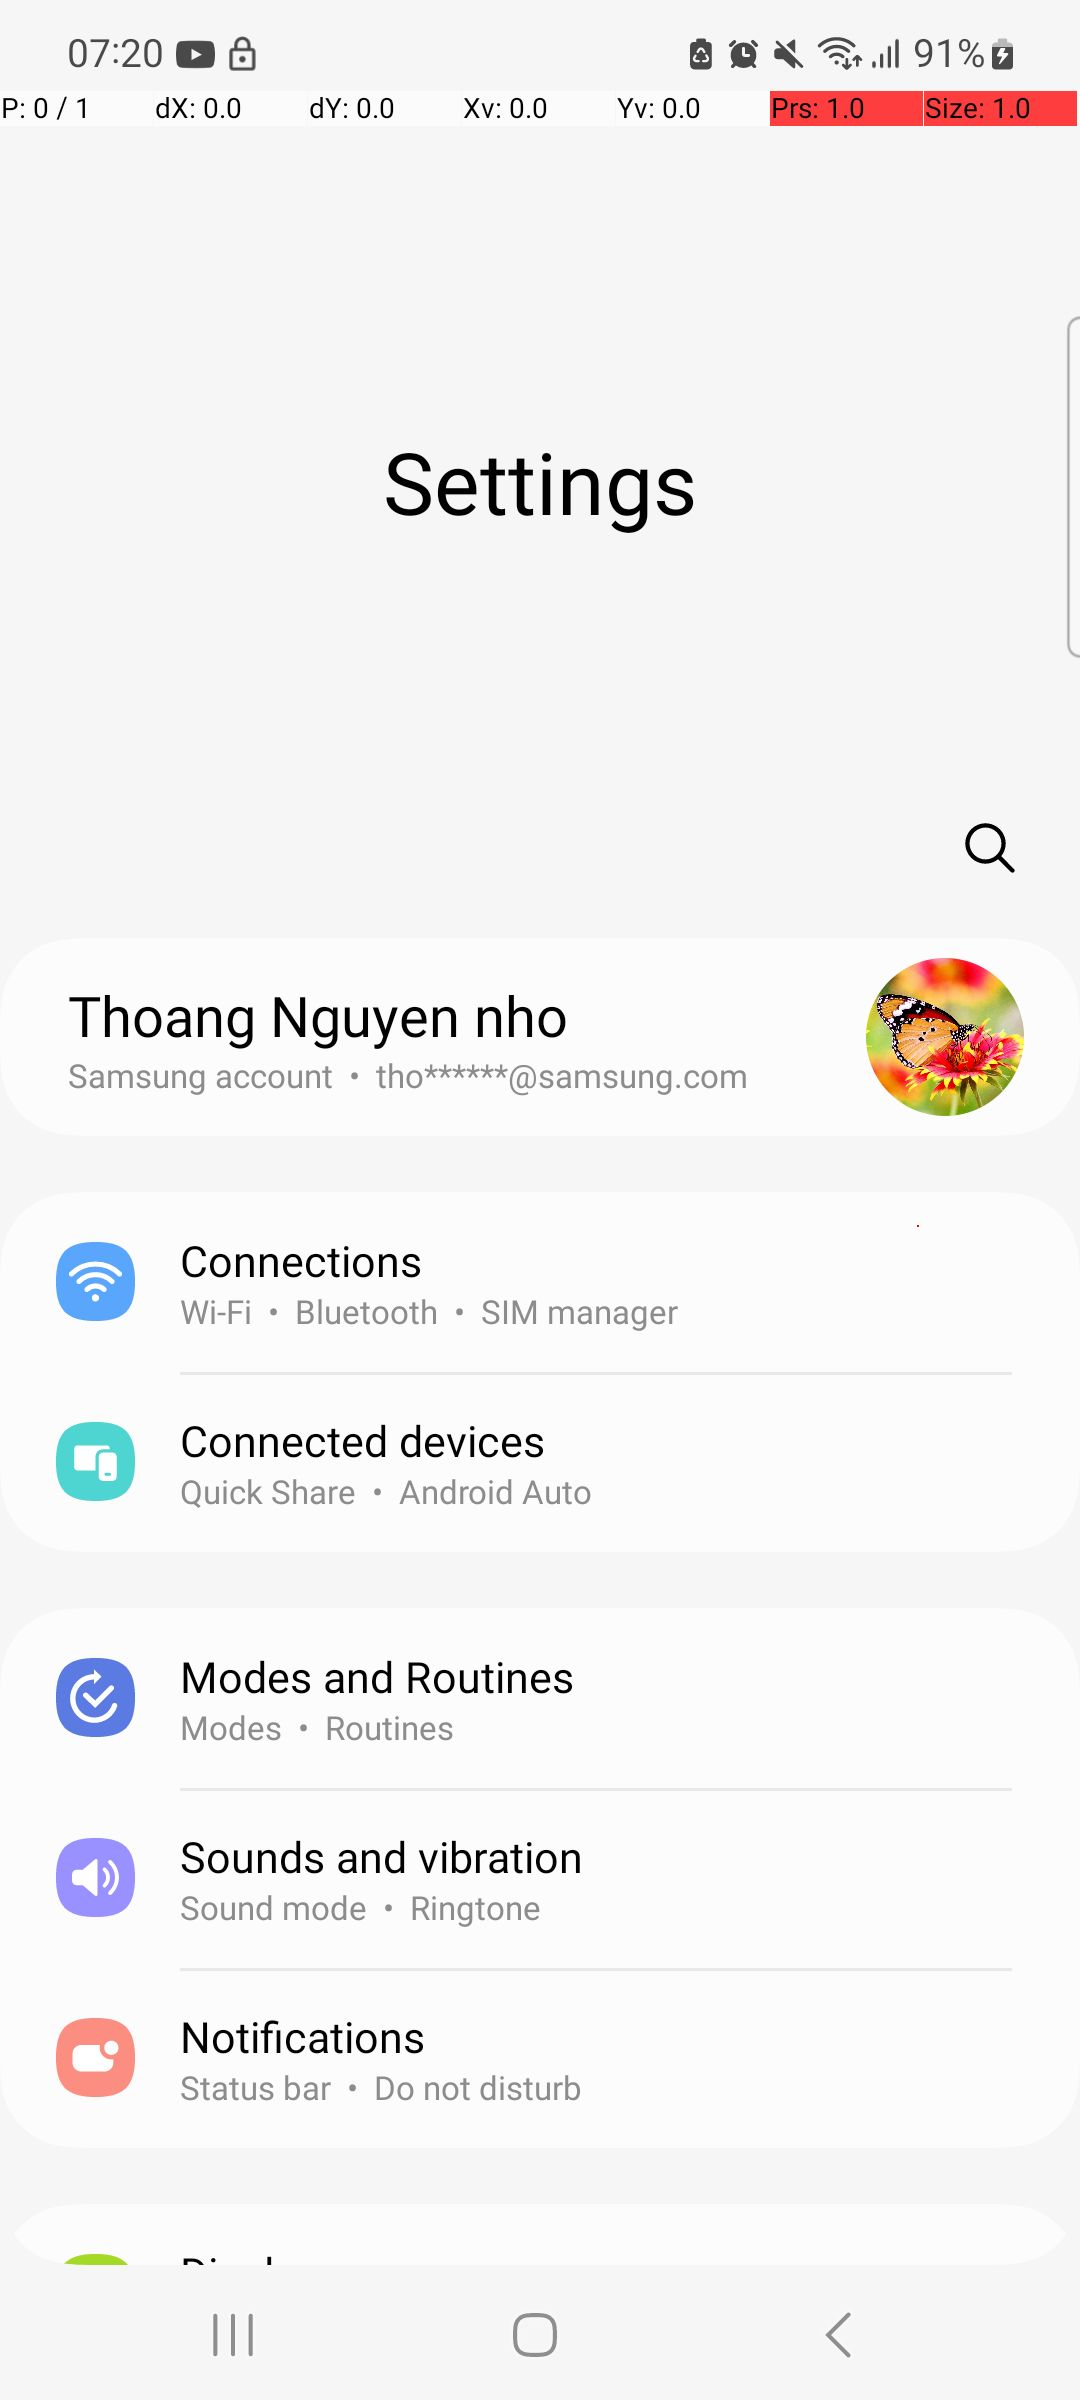 07:20 91%
P: 0 / 1 dX: 0.0 dY: 0.0 Xv: 0.0 Yv: 0.0 Prs: 1.0 Size: 1.0
Settings
Thoang Nguyen nho
Samsung account • tho******@samsung.com
Connections
Wi-Fi • Bluetooth • SIM manager
Connected devices
Quick Share • Android Auto
Modes and Routines
Modes • Routines
Sounds and vibration
Sound mode • Ringtone
Notifications
Status bar • Do not disturb